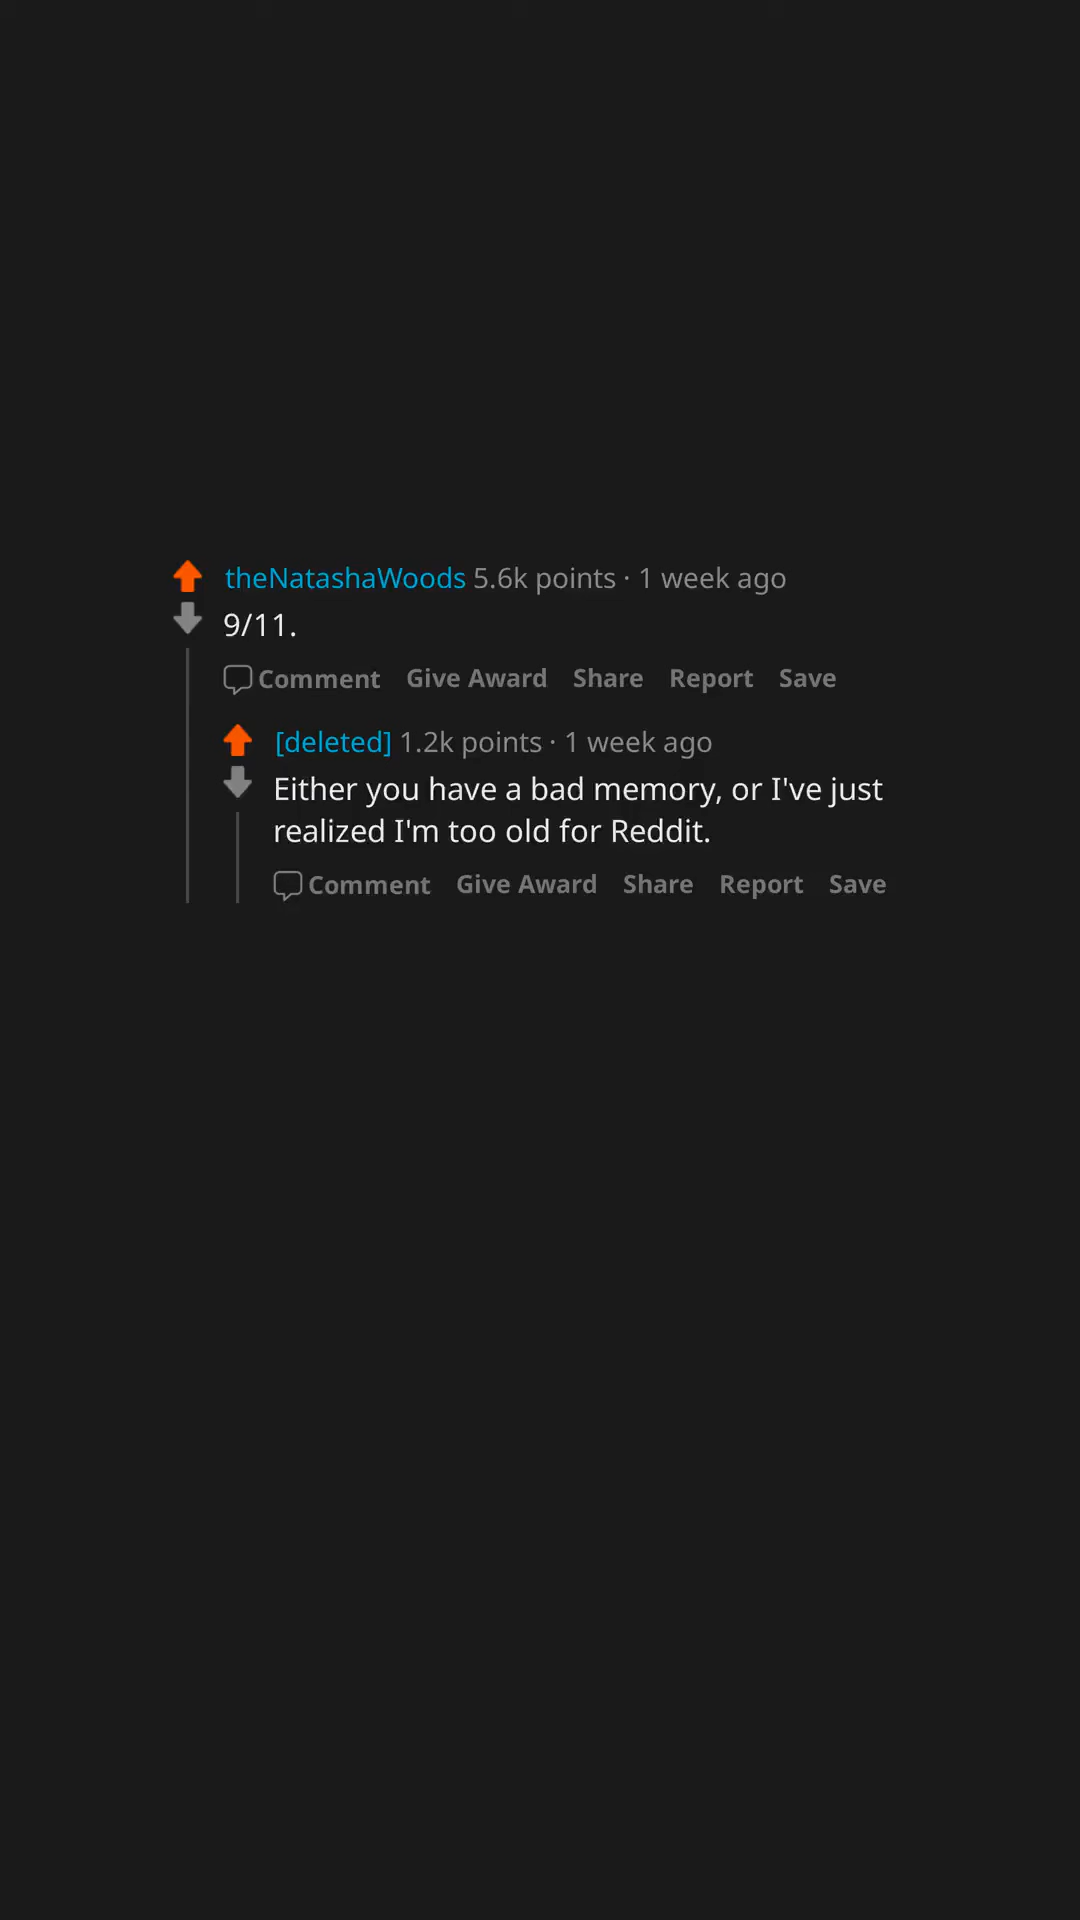 theNatashaWoods 5.6k points · 1 week ago
9/11.
Comment Give Award Share Report Save
[deleted] 1.2k points · 1 week ago
Either you have a bad memory, or I've just
realized I'm too old for Reddit.
Comment Give Award Share Report Save